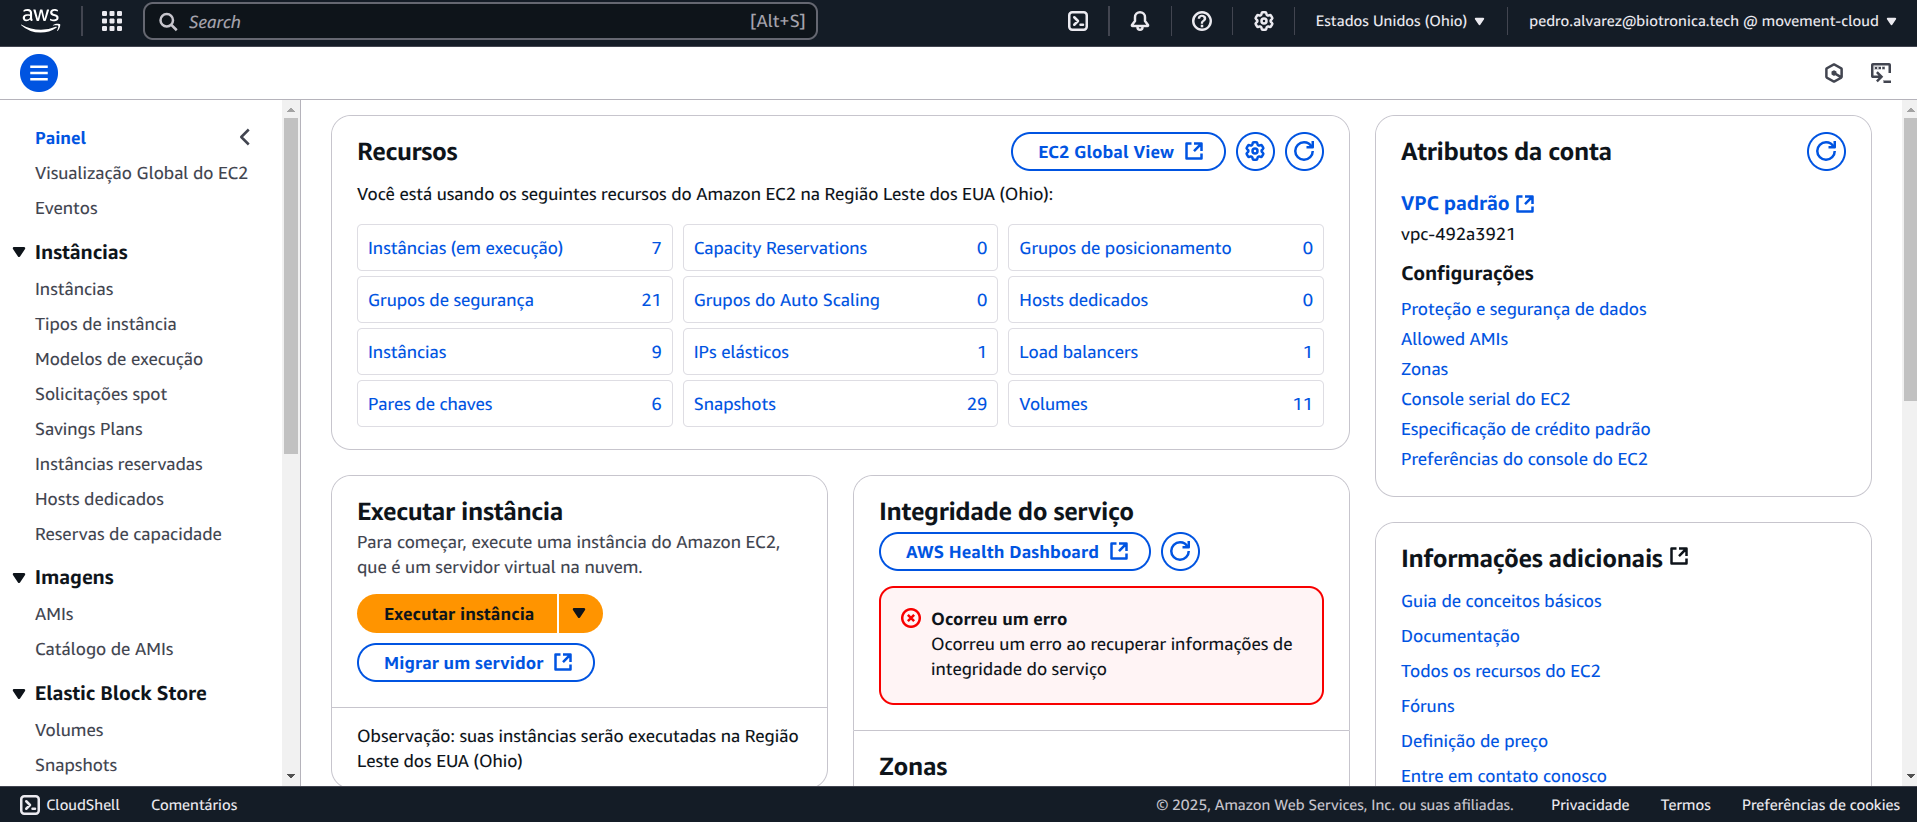 aws
Search
[Alt+S]
Estados Unidos (Ohio)
pedro.alvarez@biotronica.tech @ movement-cloud
Painel
Visualização Global do EC2
Eventos
Instâncias
Instâncias
Tipos de instância
Modelos de execução
Solicitações spot
Savings Plans
Instâncias reservadas
Hosts dedicados
Reservas de capacidade
Imagens
AMIs
Catálogo de AMIs
Elastic Block Store
Volumes
Snapshots
Recursos
EC2 Global View
Você está usando os seguintes recursos do Amazon EC2 na Região Leste dos EUA (Ohio):
Instâncias (em execução) 7
Capacity Reservations 0
Grupos de posicionamento 0
Grupos de segurança 21
Grupos do Auto Scaling 0
Hosts dedicados 0
Instâncias 9
IPs elásticos 1
Load balancers 1
Pares de chaves 6
Snapshots 29
Volumes 11
Executar instância
Para começar, execute uma instância do Amazon EC2,
que é um servidor virtual na nuvem.
Executar instância
Migrar um servidor
Observação: suas instâncias serão executadas na Região
Leste dos EUA (Ohio)
Integridade do serviço
AWS Health Dashboard
Ocorreu um erro
Ocorreu um erro ao recuperar informações de
integridade do serviço
Zonas
Atributos da conta
VPC padrão
vpc-492a3921
Configurações
Proteção e segurança de dados
Allowed AMIs
Zonas
Console serial do EC2
Especificação de crédito padrão
Preferências do console do EC2
Informações adicionais
Guia de conceitos básicos
Documentação
Todos os recursos do EC2
Fóruns
Definição de preço
Entre em contato conosco
CloudShell
Comentários
© 2025, Amazon Web Services, Inc. ou suas afiliadas.
Privacidade
Termos
Preferências de cookies